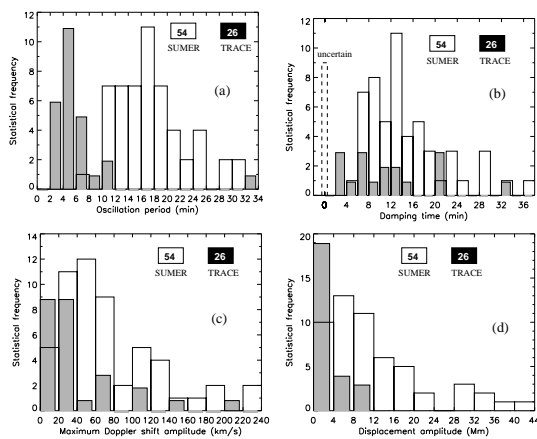 12
10
8
6
4
2
0
Statistical frequency
54 26
SUMER TRACE
(a)
0 2 4 6 8 10 12 14 16 18 20 22 24 26 28 30 32 34
Oscillation period (min)
12
10
8
6
4
2
0
Statistical frequency
uncertain
54 26
SUMER TRACE
(b)
0 4 8 12 16 20 24 28 32 36
Damping time (min)
14
12
10
8
6
4
2
0
Statistical frequency
54 26
SUMER TRACE
(c)
0 20 40 60 80 100 120 140 160 180 200 220 240
Maximum Doppler shift amplitude (km/s)
20
15
10
5
0
Statistical frequency
54 26
SUMER TRACE
(d)
0 4 8 12 16 20 24 28 32 36 40 44
Displacement amplitude (Mm)